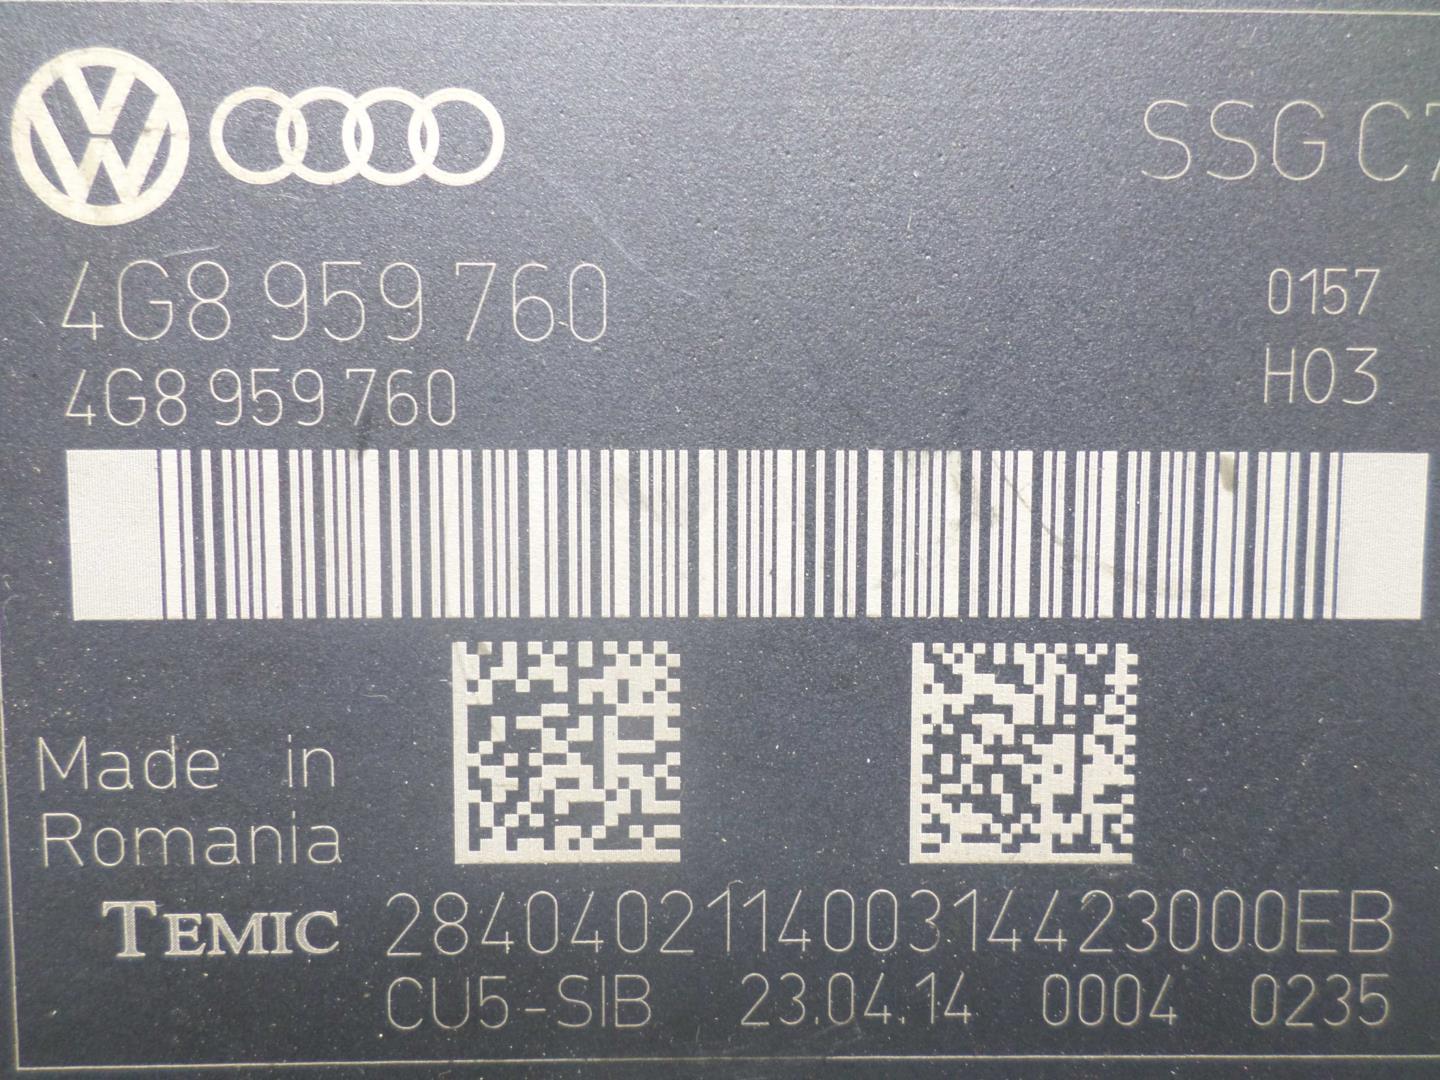 SSG C7
4G8 959 760
0157
4G8 959 760
H03
Made in
Romania
TEMIC 284040211400314423000EB
CU5-SIB 23.04.14 0004 0235